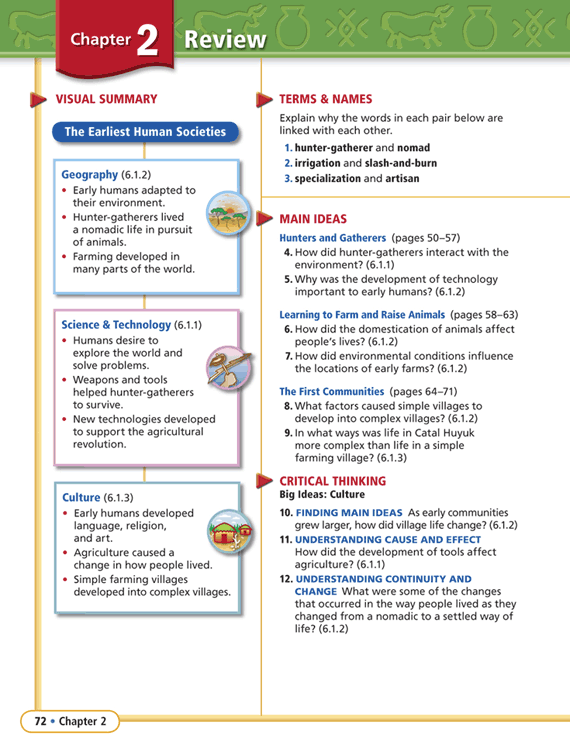 Chapter 2 Review
VISUAL SUMMARY
The Earliest Human Societies
Geography (6.1.2)
• Early humans adapted to
their environment.
• Hunter-gatherers lived
a nomadic life in pursuit
of animals.
• Farming developed in
many parts of the world.
Science & Technology (6.1.1)
• Humans desire to
explore the world and
solve problems.
• Weapons and tools
helped hunter-gatherers
to survive.
• New technologies developed
to support the agricultural
revolution.
Culture (6.1.3)
• Early humans developed
language, religion,
and art.
• Agriculture caused a
change in how people lived.
• Simple farming villages
developed into complex villages.
TERMS & NAMES
Explain why the words in each pair below are
linked with each other.
1. hunter-gatherer and nomad
2. irrigation and slash-and-burn
3. specialization and artisan
MAIN IDEAS
Hunters and Gatherers (pages 50–57)
4. How did hunter-gatherers interact with the
environment? (6.1.1)
5. Why was the development of technology
important to early humans? (6.1.2)
Learning to Farm and Raise Animals (pages 58–63)
6. How did the domestication of animals affect
people's lives? (6.1.2)
7. How did environmental conditions influence
the locations of early farms? (6.1.2)
The First Communities (pages 64–71)
8. What factors caused simple villages to
develop into complex villages? (6.1.2)
9. In what ways was life in Catal Huyuk
more complex than life in a simple
farming village? (6.1.3)
CRITICAL THINKING
Big Ideas: Culture
10. FINDING MAIN IDEAS As early communities
grew larger, how did village life change? (6.1.2)
11. UNDERSTANDING CAUSE AND EFFECT
How did the development of tools affect
agriculture? (6.1.1)
12. UNDERSTANDING CONTINUITY AND
CHANGE What were some of the changes
that occurred in the way people lived as they
changed from a nomadic to a settled way of
life? (6.1.2)
72 • Chapter 2